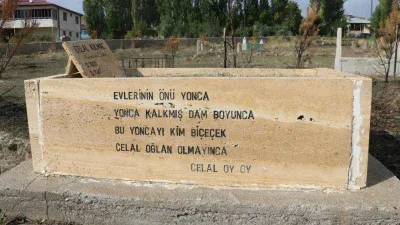 EVLERİNİN ÖNÜ YONCA
YONCA KALKMIŞ DAM BOYUNCA
BU YONCAYI KİM BİÇECEK
CELAL OĞLAN OLMAYINCA
CELAL OY OY